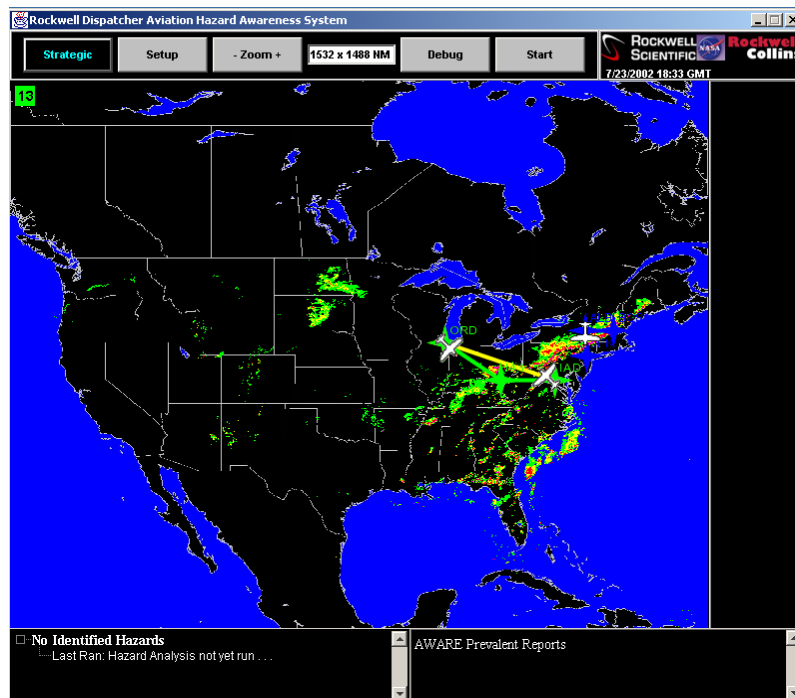 Rockwell Dispatcher Aviation Hazard Awareness System
Strategic
Setup
- Zoom +
1532 x 1488 NM
Debug
Start
ROCKWELL
SCIENTIFIC
NASA
Rockwel
Collins
7/23/2002 18:33 GMT
13
ORD
IAD
No Identified Hazards
Last Ran: Hazard Analysis not yet run . . .
AWARE Prevalent Reports